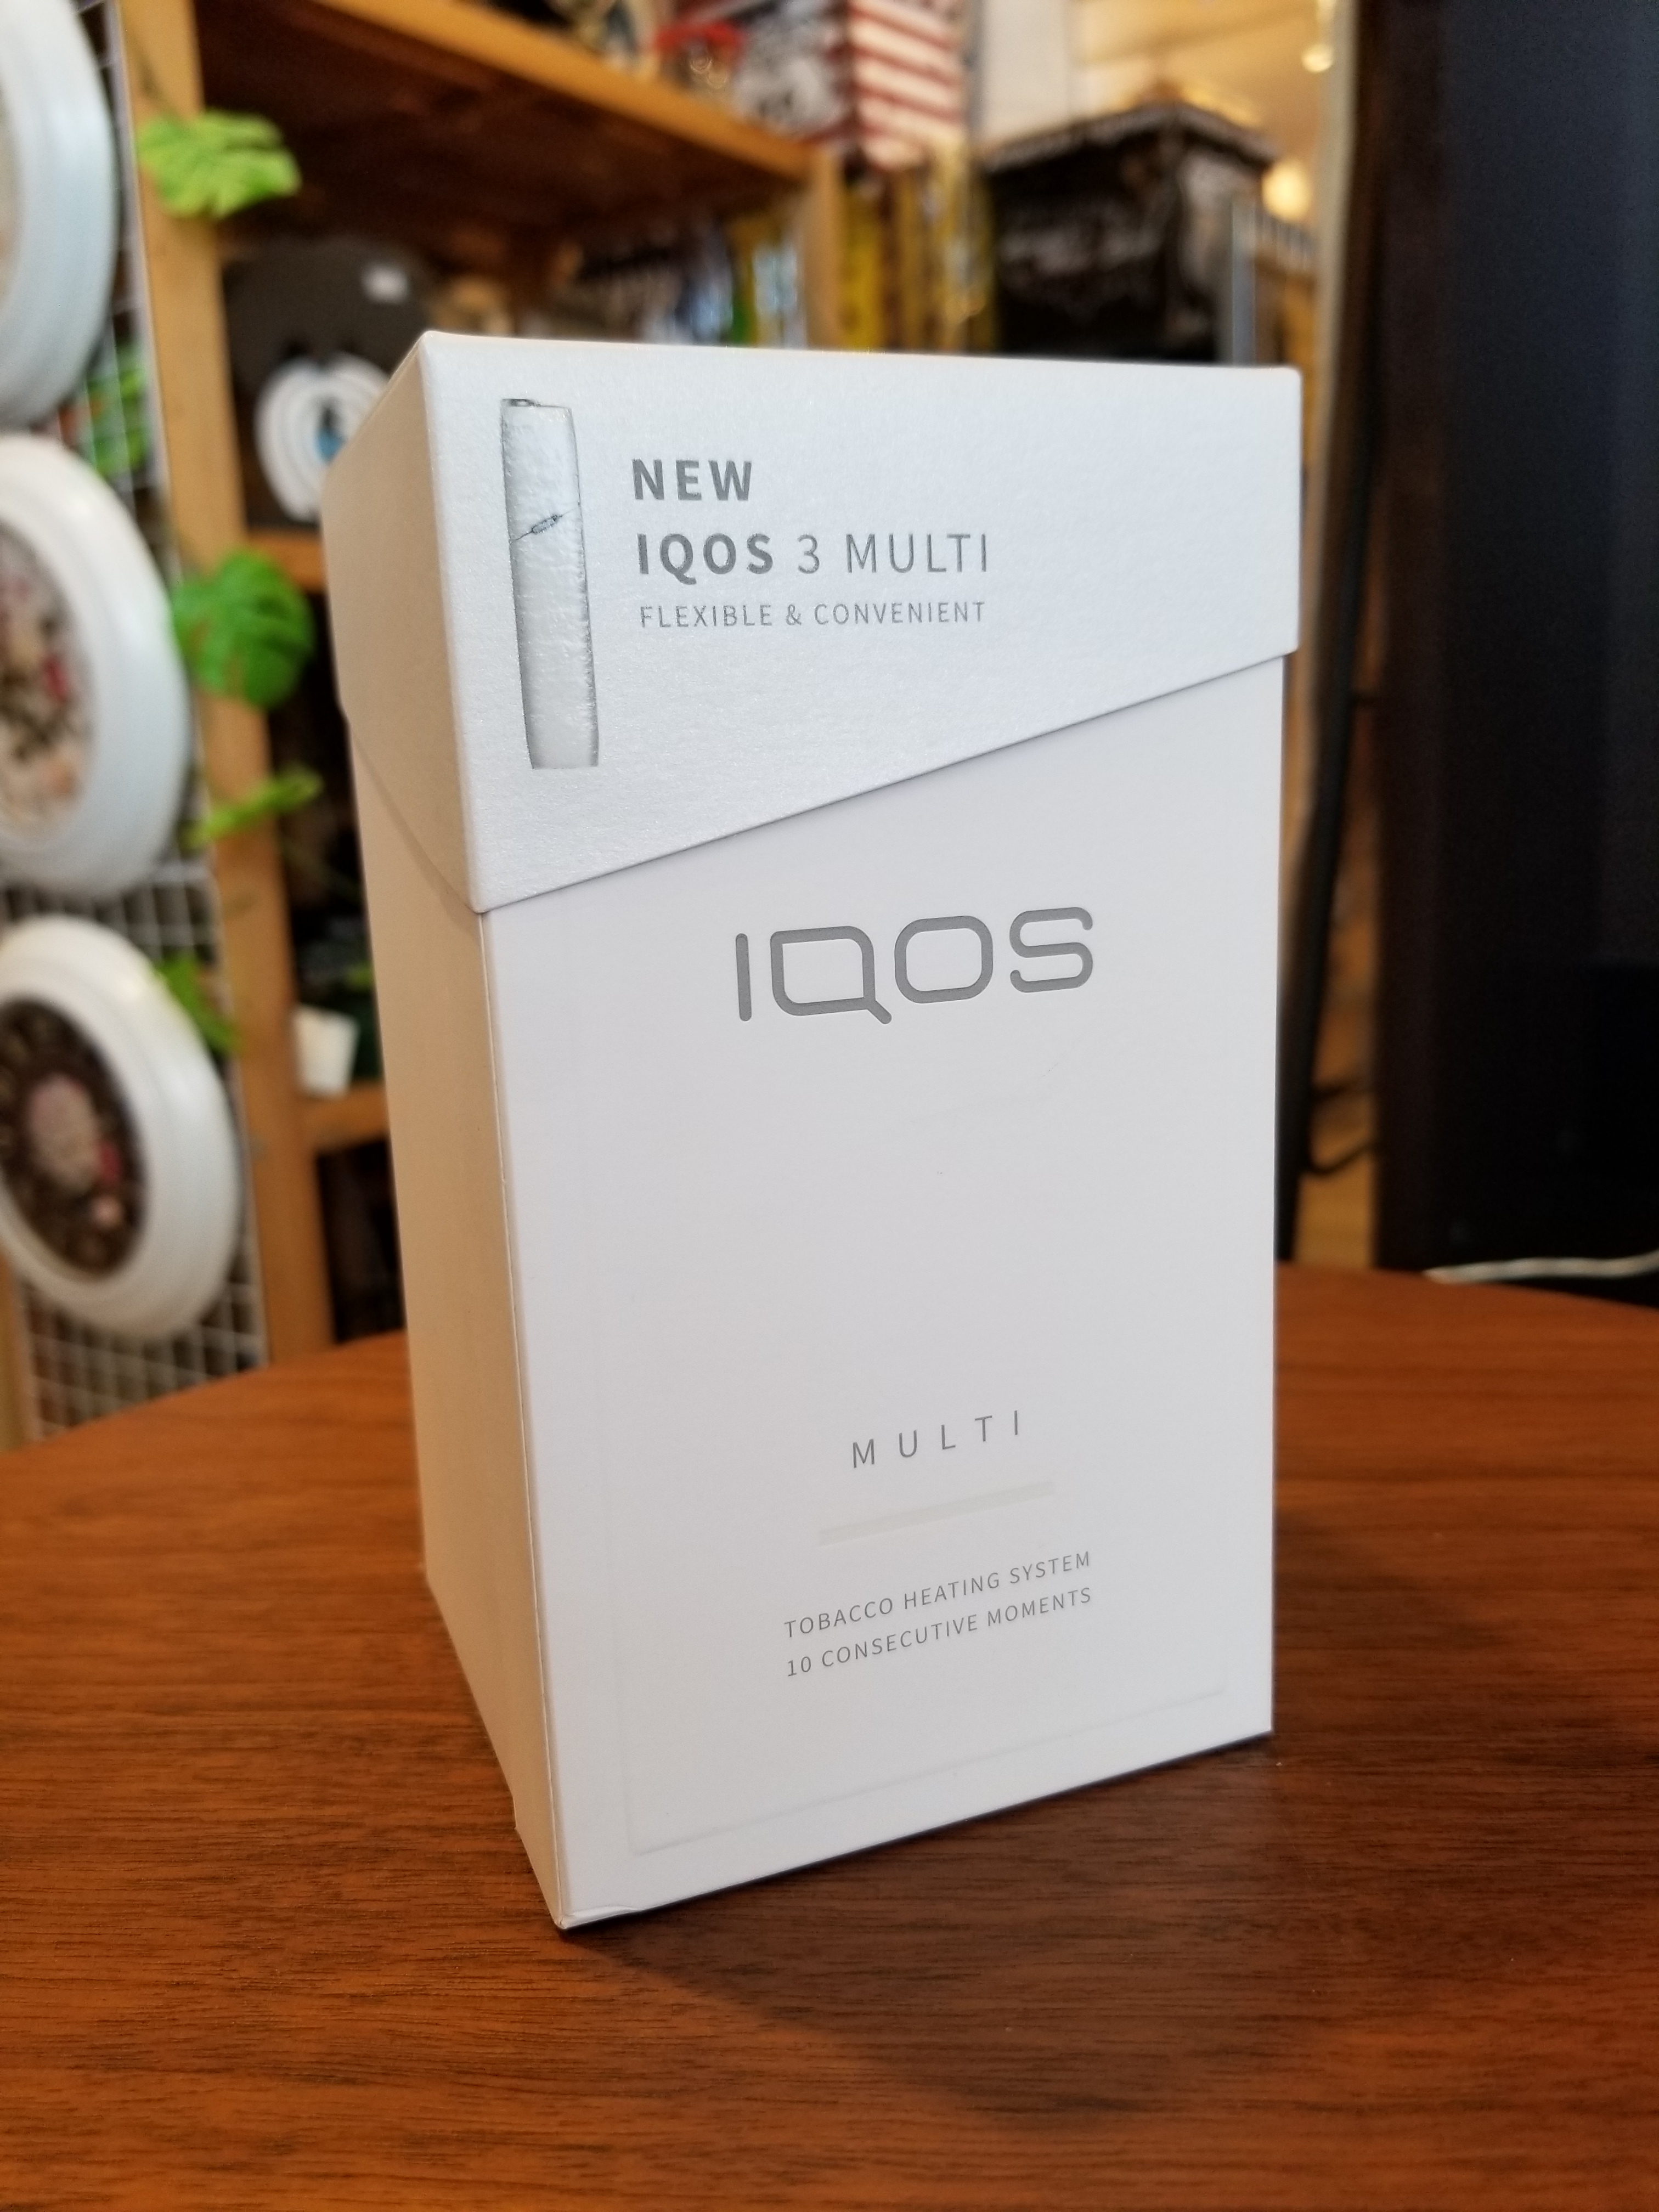 NEW
IQOS 3 MULTI
FLEXIBLE & CONVENIENT
IQOS
MULTI
TOBACCO HEATING SYSTEM
10 CONSECUTIVE MOMENTS